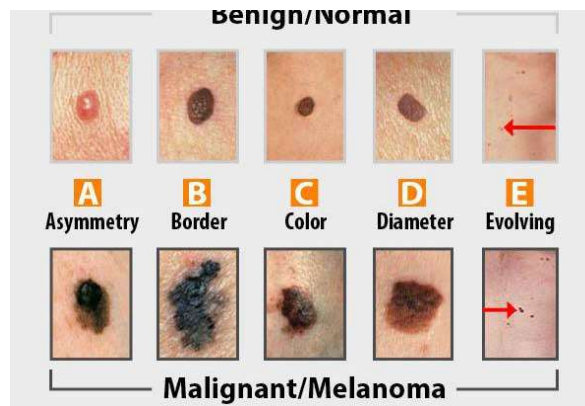 Benign/Normal
A B C D E
Asymmetry Border Color Diameter Evolving
Malignant/Melanoma